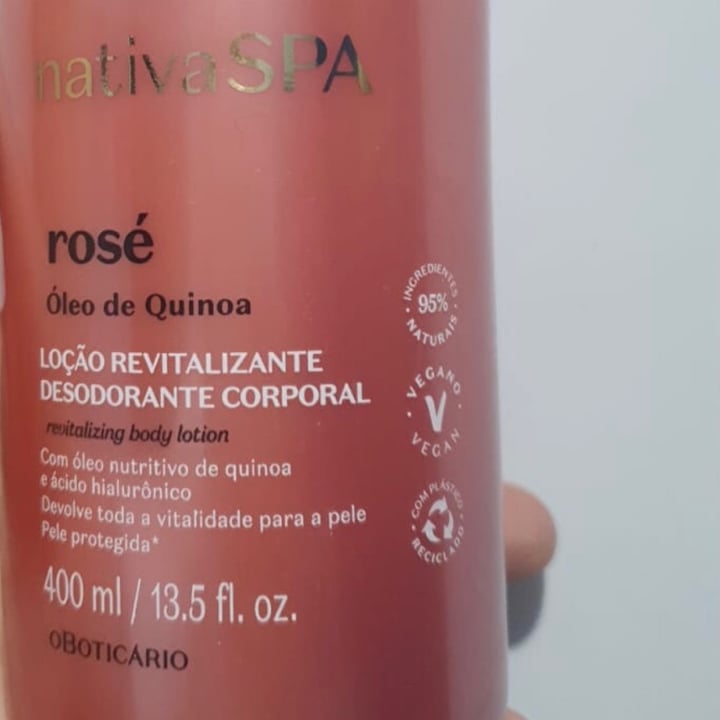 nativaSPA
rosé
Óleo de Quinoa
LOÇÃO REVITALIZANTE
DESODORANTE CORPORAL
revitalizing body lotion
Com óleo nutritivo de quinoa
e ácido hialurônico
Devolve toda a vitalidade para a pele
Pele protegida*
400 ml / 13.5 fl. oz.
oBOTICÁRIO
INGREDIENTES
95%
NATURAIS
VEGANO
V
VEGAN
COM PLÁSTICO
RECICLADO